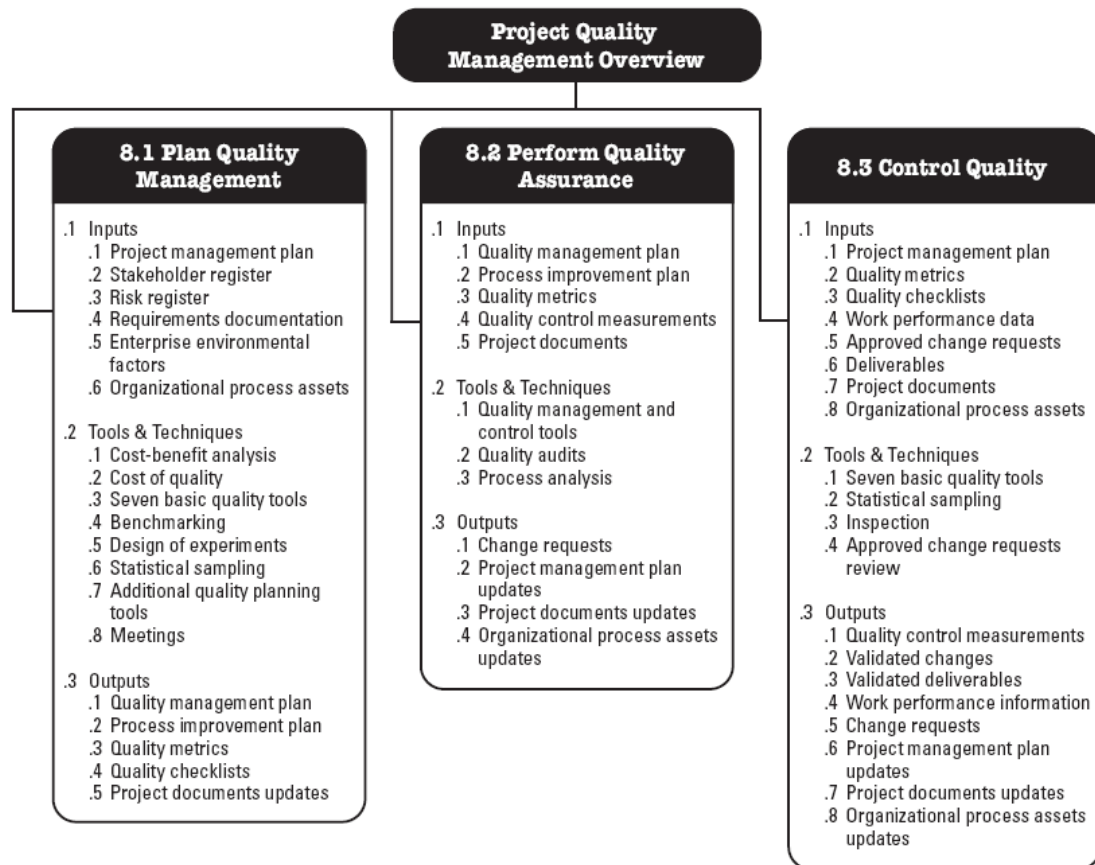 Project Quality
Management Overview
8.1 Plan Quality
Management
.1 Inputs
.1 Project management plan
.2 Stakeholder register
.3 Risk register
.4 Requirements documentation
.5 Enterprise environmental
factors
.6 Organizational process assets
.2 Tools & Techniques
.1 Cost-benefit analysis
.2 Cost of quality
.3 Seven basic quality tools
.4 Benchmarking
.5 Design of experiments
.6 Statistical sampling
.7 Additional quality planning
tools
.8 Meetings
.3 Outputs
.1 Quality management plan
.2 Process improvement plan
.3 Quality metrics
.4 Quality checklists
.5 Project documents updates
8.2 Perform Quality
Assurance
.1 Inputs
.1 Quality management plan
.2 Process improvement plan
.3 Quality metrics
.4 Quality control measurements
.5 Project documents
.2 Tools & Techniques
.1 Quality management and
control tools
.2 Quality audits
.3 Process analysis
.3 Outputs
.1 Change requests
.2 Project management plan
updates
.3 Project documents updates
.4 Organizational process assets
updates
8.3 Control Quality
.1 Inputs
.1 Project management plan
.2 Quality metrics
.3 Quality checklists
.4 Work performance data
.5 Approved change requests
.6 Deliverables
.7 Project documents
.8 Organizational process assets
.2 Tools & Techniques
.1 Seven basic quality tools
.2 Statistical sampling
.3 Inspection
.4 Approved change requests
review
.3 Outputs
.1 Quality control measurements
.2 Validated changes
.3 Validated deliverables
.4 Work performance information
.5 Change requests
.6 Project management plan
updates
.7 Project documents updates
.8 Organizational process assets
updates